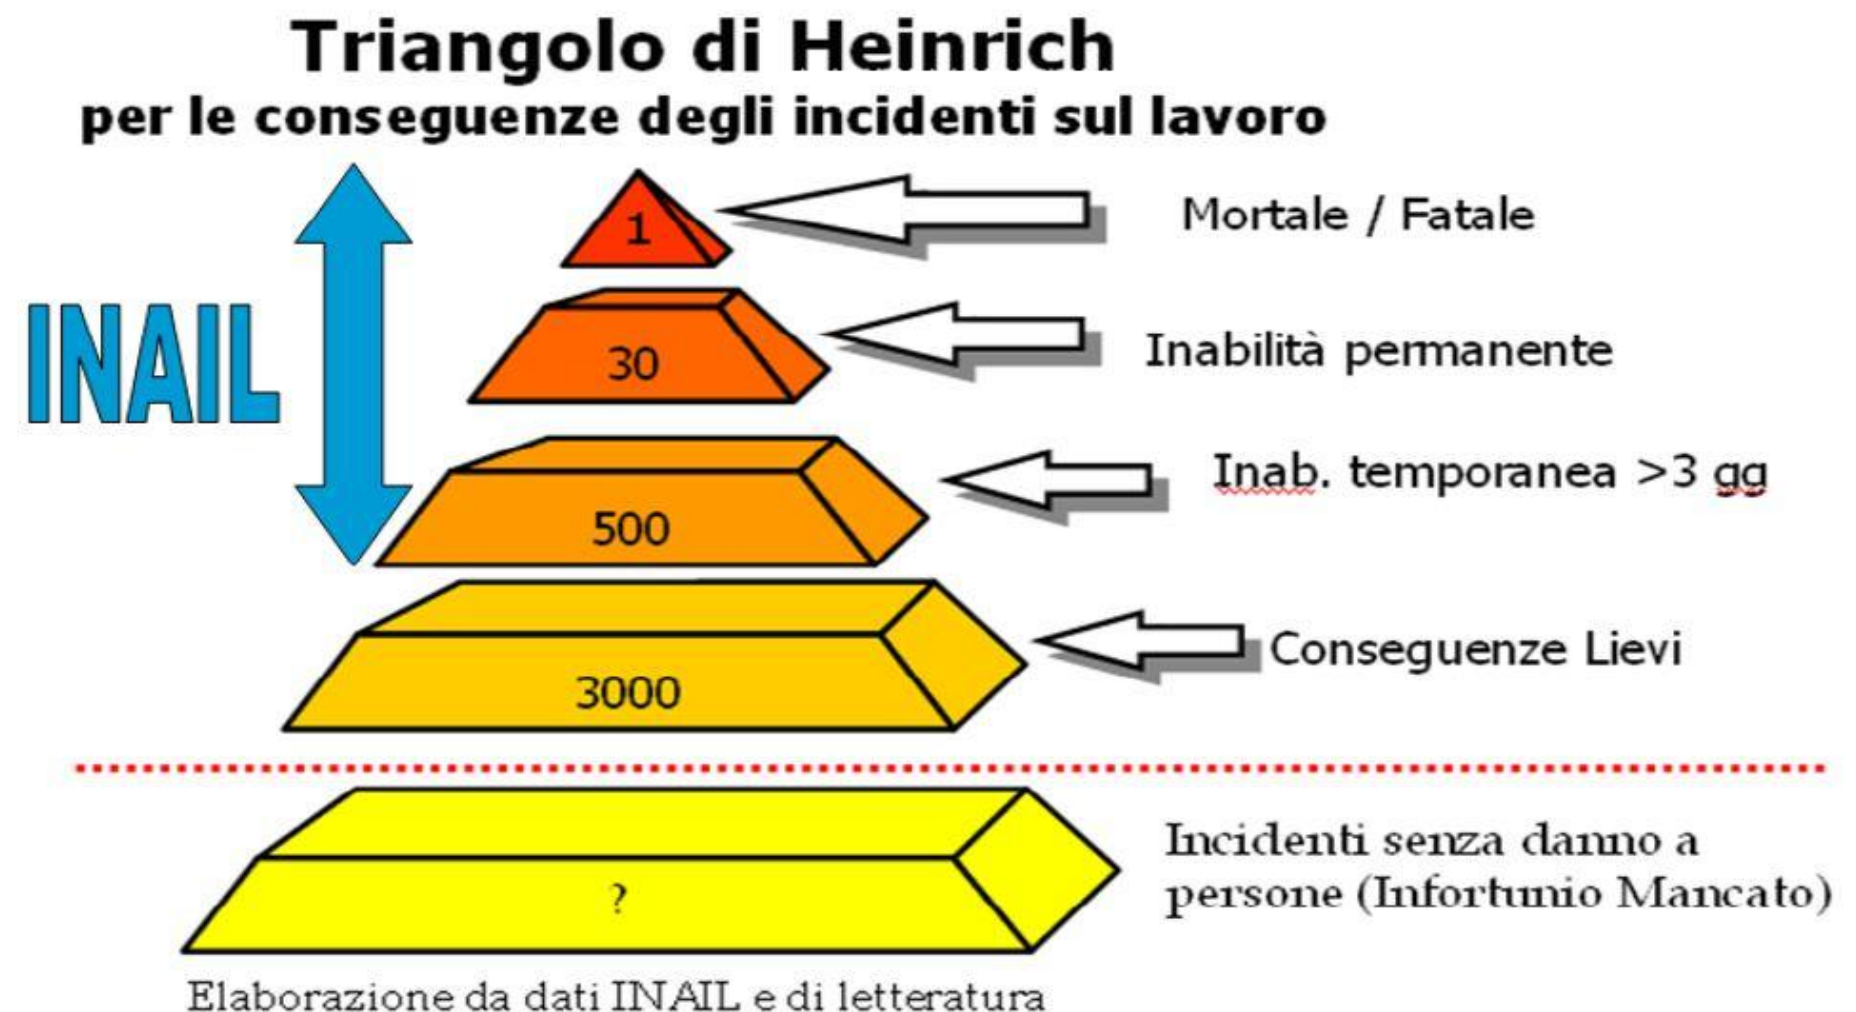 Triangolo di Heinrich
per le conseguenze degli incidenti sul lavoro
INAIL
1
Mortale / Fatale
30
Inabilità permanente
500
Inab. temporanea >3 gg
3000
Conseguenze Lievi
?
Incidenti senza danno a
persone (Infortunio Mancato)
Elaborazione da dati INAIL e di letteratura